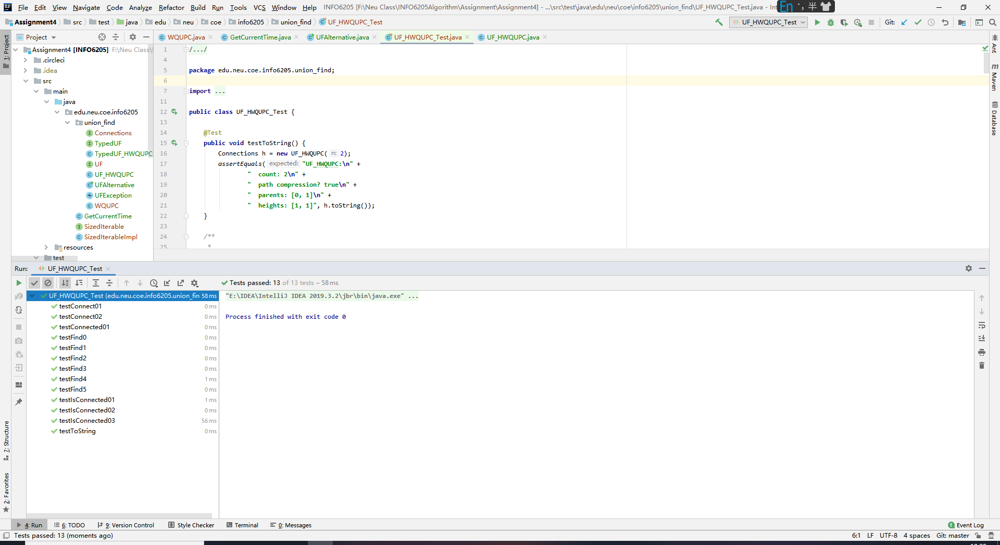 File Edit View Navigate Code Analyze Refactor Build Run Tools VCS Window Help INFO6205 [F:\Neu Class\INFO6205Algorithm\Assignment\Assignment4] - ...\src\test\java\edu\neu\coe\info6205\union_find\UF_HWQUPC_Test.java - Int
En 半
Assignment4 src test java edu neu coe info6205 union_find UF_HWQUPC_Test
UF_HWQUPC_Test Git:
1: Project
Project
WQUPC.java GetCurrentTime.java UFAlternative.java UF_HWQUPC_Test.java UF_HWQUPC.java
Assignment4 [INFO6205] F:\Neu Class\
.circleci
.idea
src
main
java
edu.neu.coe.info6205
union_find
Connections
TypedUF
TypedUF_HWQUPC
UF
UF_HWQUPC
UFAlternative
UFException
WQUPC
GetCurrentTime
SizedIterable
SizedIterableImpl
resources
test
1 /.../
4
5 package edu.neu.coe.info6205.union_find;
6
7 import ...
11
12 public class UF_HWQUPC_Test {
13
14 @Test
15 public void testToString() {
16 Connections h = new UF_HWQUPC( n: 2);
17 assertEquals( expected: "UF_HWQUPC:\n" +
18 "  count: 2\n" +
19 "  path compression? true\n" +
20 "  parents: [0, 1]\n" +
21 "  heights: [1, 1]", h.toString());
22 }
23
24 /**
25 *
Ant
Maven
Database
Run: UF_HWQUPC_Test
Tests passed: 13 of 13 tests – 58 ms
UF_HWQUPC_Test (edu.neu.coe.info6205.union_fin 58 ms
testConnect01 0 ms
testConnect02 0 ms
testConnected01 0 ms
testFind0 0 ms
testFind1 0 ms
testFind2 0 ms
testFind3 0 ms
testFind4 1 ms
testFind5 0 ms
testIsConnected01 1 ms
testIsConnected02 0 ms
testIsConnected03 56 ms
testToString 0 ms
"E:\IDEA\IntelliJ IDEA 2019.3.2\jbr\bin\java.exe" ...
Process finished with exit code 0
7: Structure
2: Favorites
4: Run 6: TODO 9: Version Control Style Checker Terminal 0: Messages 1 Event Log
Tests passed: 13 (moments ago) 6:1 LF UTF-8 4 spaces Git: master